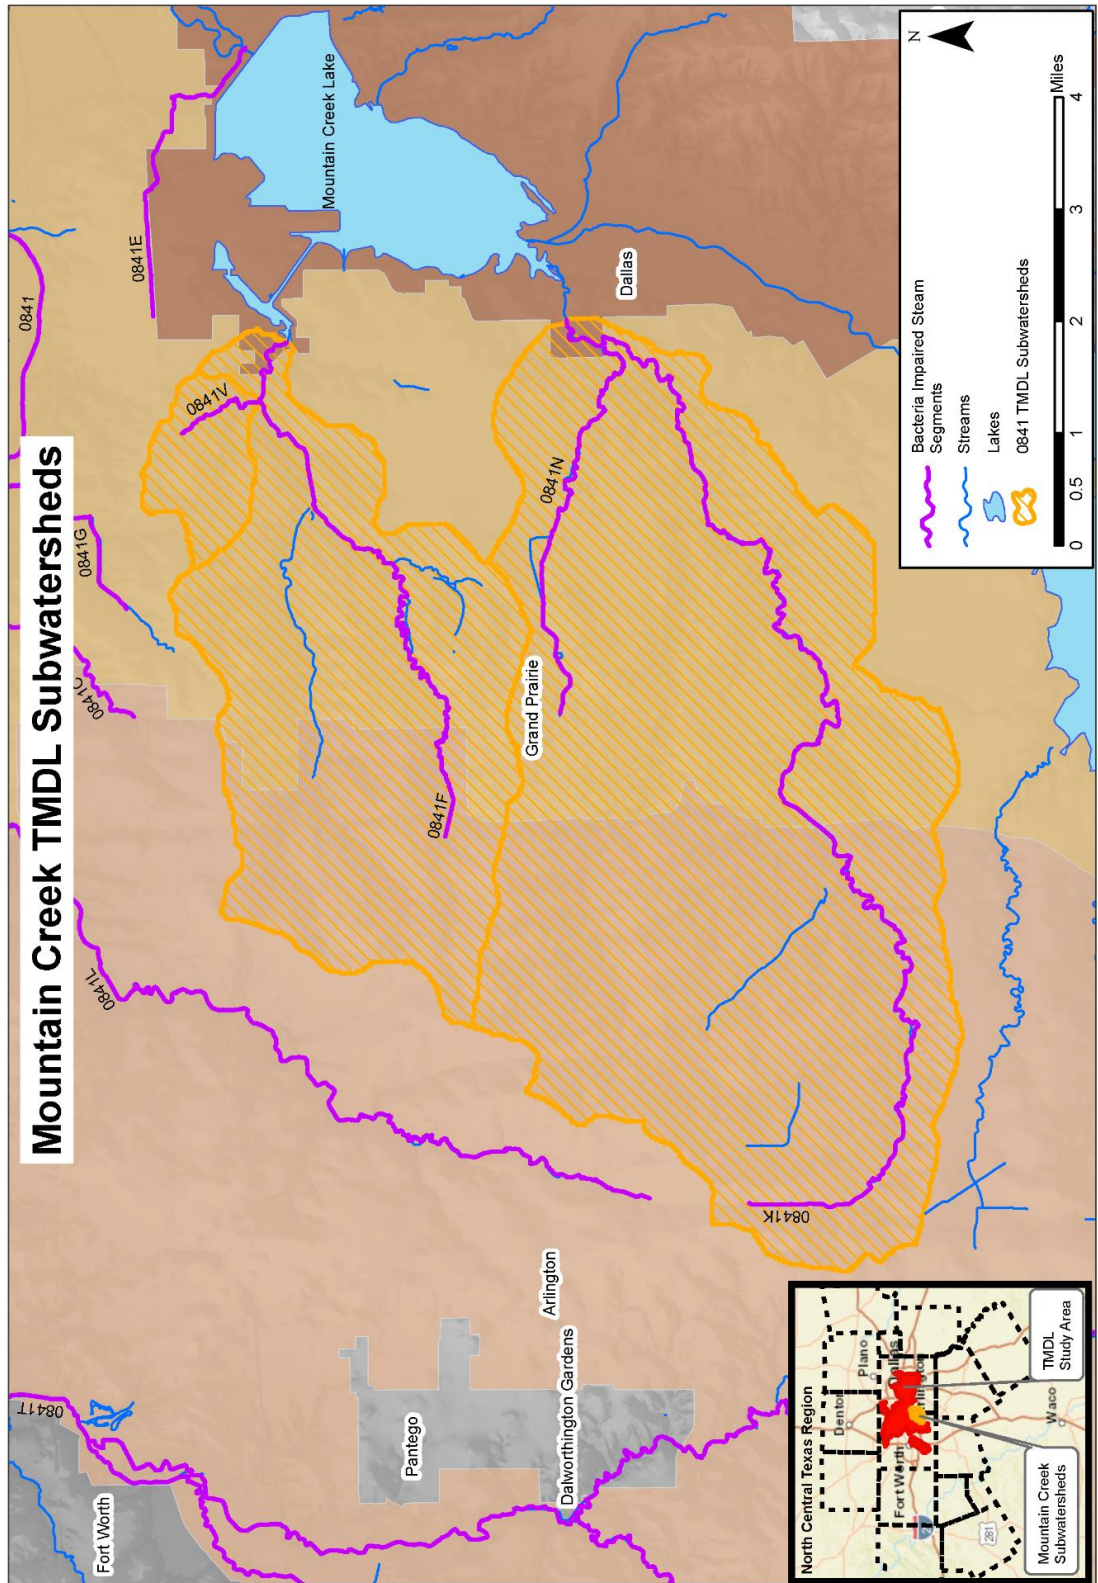 Mountain Creek TMDL Subwatersheds
0841T
0841L
0841C
0841G
0841
0841E
0841V
0841F
0841N
0841K
Fort Worth
Pantego
Dalworthington Gardens
Arlington
Grand Prairie
Dallas
Mountain Creek Lake
North Central Texas Region
Denton
Plano
Fort Worth
Dallas
Waco
281
Mountain Creek
Subwatersheds
TMDL
Study Area
N
Bacteria Impaired Steam
Segments
Streams
Lakes
0841 TMDL Subwatersheds
0 0.5 1 2 3 4
Miles